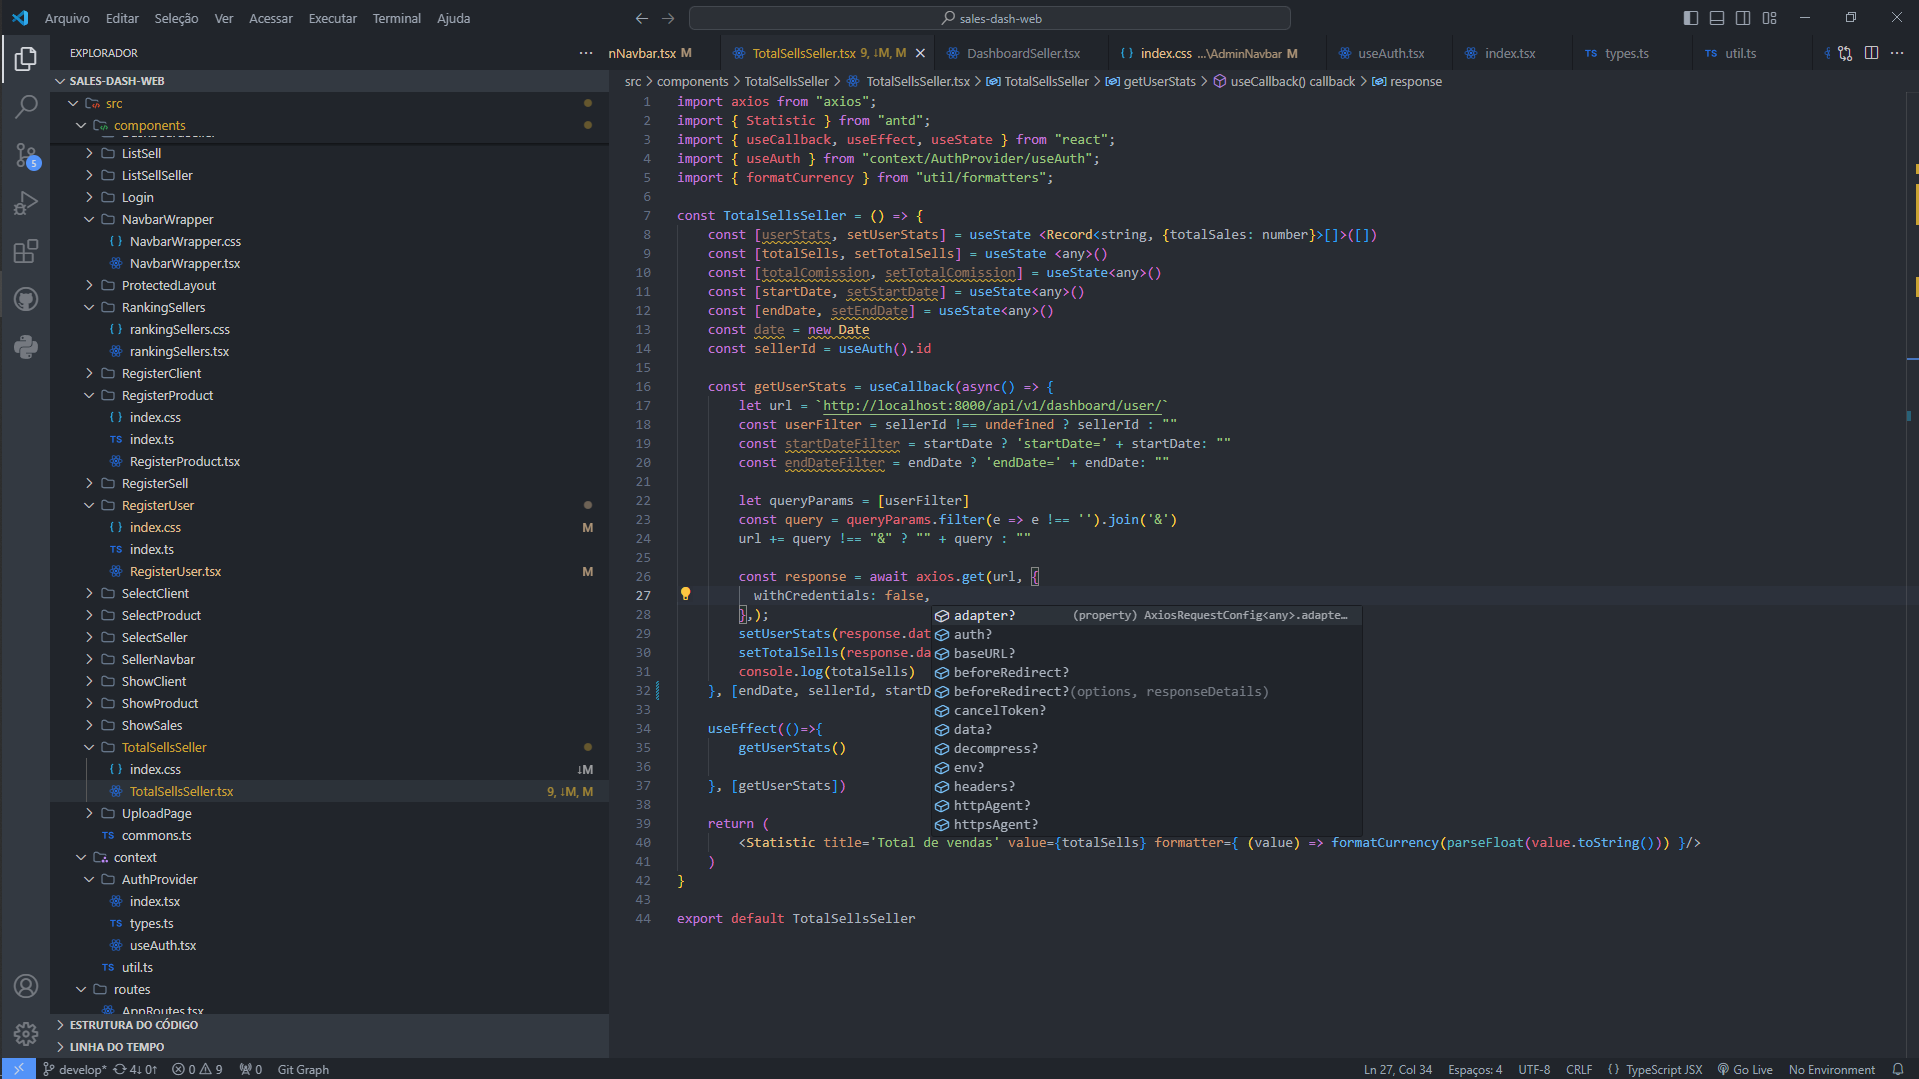 Arquivo Editar Seleção Ver Acessar Executar Terminal Ajuda
sales-dash-web
EXPLORADOR
SALES-DASH-WEB
src
components
ListSell
ListSellSeller
Login
NavbarWrapper
NavbarWrapper.css
NavbarWrapper.tsx
ProtectedLayout
RankingSellers
rankingSellers.css
rankingSellers.tsx
RegisterClient
RegisterProduct
index.css
TS index.ts
RegisterProduct.tsx
RegisterSell
RegisterUser
index.css M
TS index.ts
RegisterUser.tsx M
SelectClient
SelectProduct
SelectSeller
SellerNavbar
ShowClient
ShowProduct
ShowSales
TotalSellsSeller
index.css ↓M
TotalSellsSeller.tsx 9, ↓M, M
UploadPage
TS commons.ts
context
AuthProvider
index.tsx
TS types.ts
useAuth.tsx
TS util.ts
routes
AppRoutes.tsx
ESTRUTURA DO CÓDIGO
LINHA DO TEMPO
nNavbar.tsx M TotalSellsSeller.tsx 9, ↓M, M DashboardSeller.tsx index.css ...\AdminNavbar M useAuth.tsx index.tsx TS types.ts TS util.ts
src > components > TotalSellsSeller > TotalSellsSeller.tsx > TotalSellsSeller > getUserStats > useCallback() callback > response
1 import axios from "axios";
2 import { Statistic } from "antd";
3 import { useCallback, useEffect, useState } from "react";
4 import { useAuth } from "context/AuthProvider/useAuth";
5 import { formatCurrency } from "util/formatters";
6
7 const TotalSellsSeller = () => {
8 const [userStats, setUserStats] = useState <Record<string, {totalSales: number}>[]>([])
9 const [totalSells, setTotalSells] = useState <any>()
10 const [totalComission, setTotalComission] = useState<any>()
11 const [startDate, setStartDate] = useState<any>()
12 const [endDate, setEndDate] = useState<any>()
13 const date = new Date
14 const sellerId = useAuth().id
15
16 const getUserStats = useCallback(async() => {
17 let url = `http://localhost:8000/api/v1/dashboard/user/`
18 const userFilter = sellerId !== undefined ? sellerId : ""
19 const startDateFilter = startDate ? 'startDate=' + startDate: ""
20 const endDateFilter = endDate ? 'endDate=' + endDate: ""
21
22 let queryParams = [userFilter]
23 const query = queryParams.filter(e => e !== '').join('&')
24 url += query !== "&" ? "" + query : ""
25
26 const response = await axios.get(url, {
27 withCredentials: false,
28 },);
29 setUserStats(response.dat
30 setTotalSells(response.da
31 console.log(totalSells)
32 }, [endDate, sellerId, startD
33
34 useEffect(()=>{
35 getUserStats()
36
37 }, [getUserStats])
38
39 return (
40 <Statistic title='Total de vendas' value={totalSells} formatter={ (value) => formatCurrency(parseFloat(value.toString())) }/>
41 )
42 }
43
44 export default TotalSellsSeller
adapter? (property) AxiosRequestConfig<any>.adapte…
auth?
baseURL?
beforeRedirect?
beforeRedirect?(options, responseDetails)
cancelToken?
data?
decompress?
env?
headers?
httpAgent?
httpsAgent?
5
develop* 4↓ 0↑ 0 9 0 Git Graph
Ln 27, Col 34 Espaços: 4 UTF-8 CRLF { } TypeScript JSX Go Live No Environment